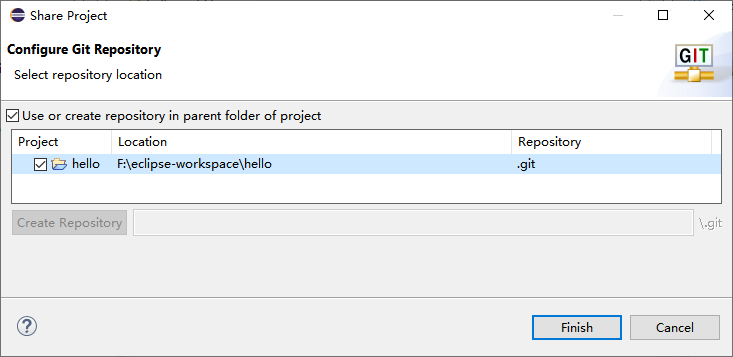 Share Project
Configure Git Repository
Select repository location
GIT
Use or create repository in parent folder of project
Project Location Repository
hello F:\eclipse-workspace\hello .git
Create Repository \.git
? Finish Cancel